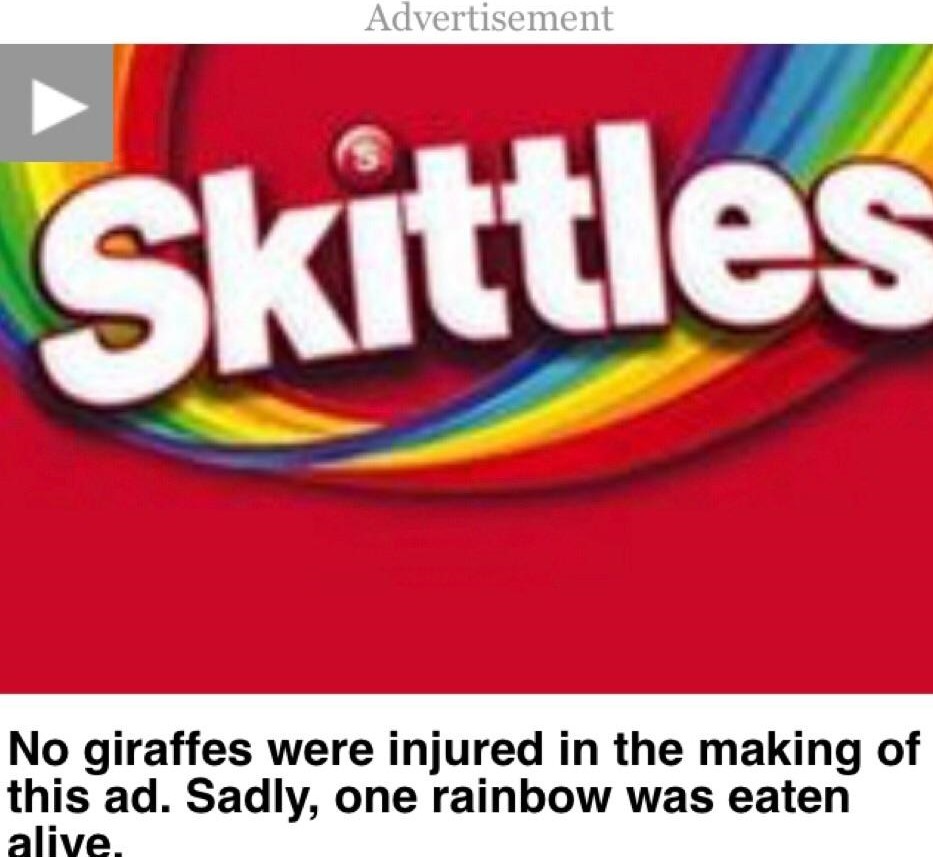 Advertisement
s
Skittles
No giraffes were injured in the making of
this ad. Sadly, one rainbow was eaten
alive.